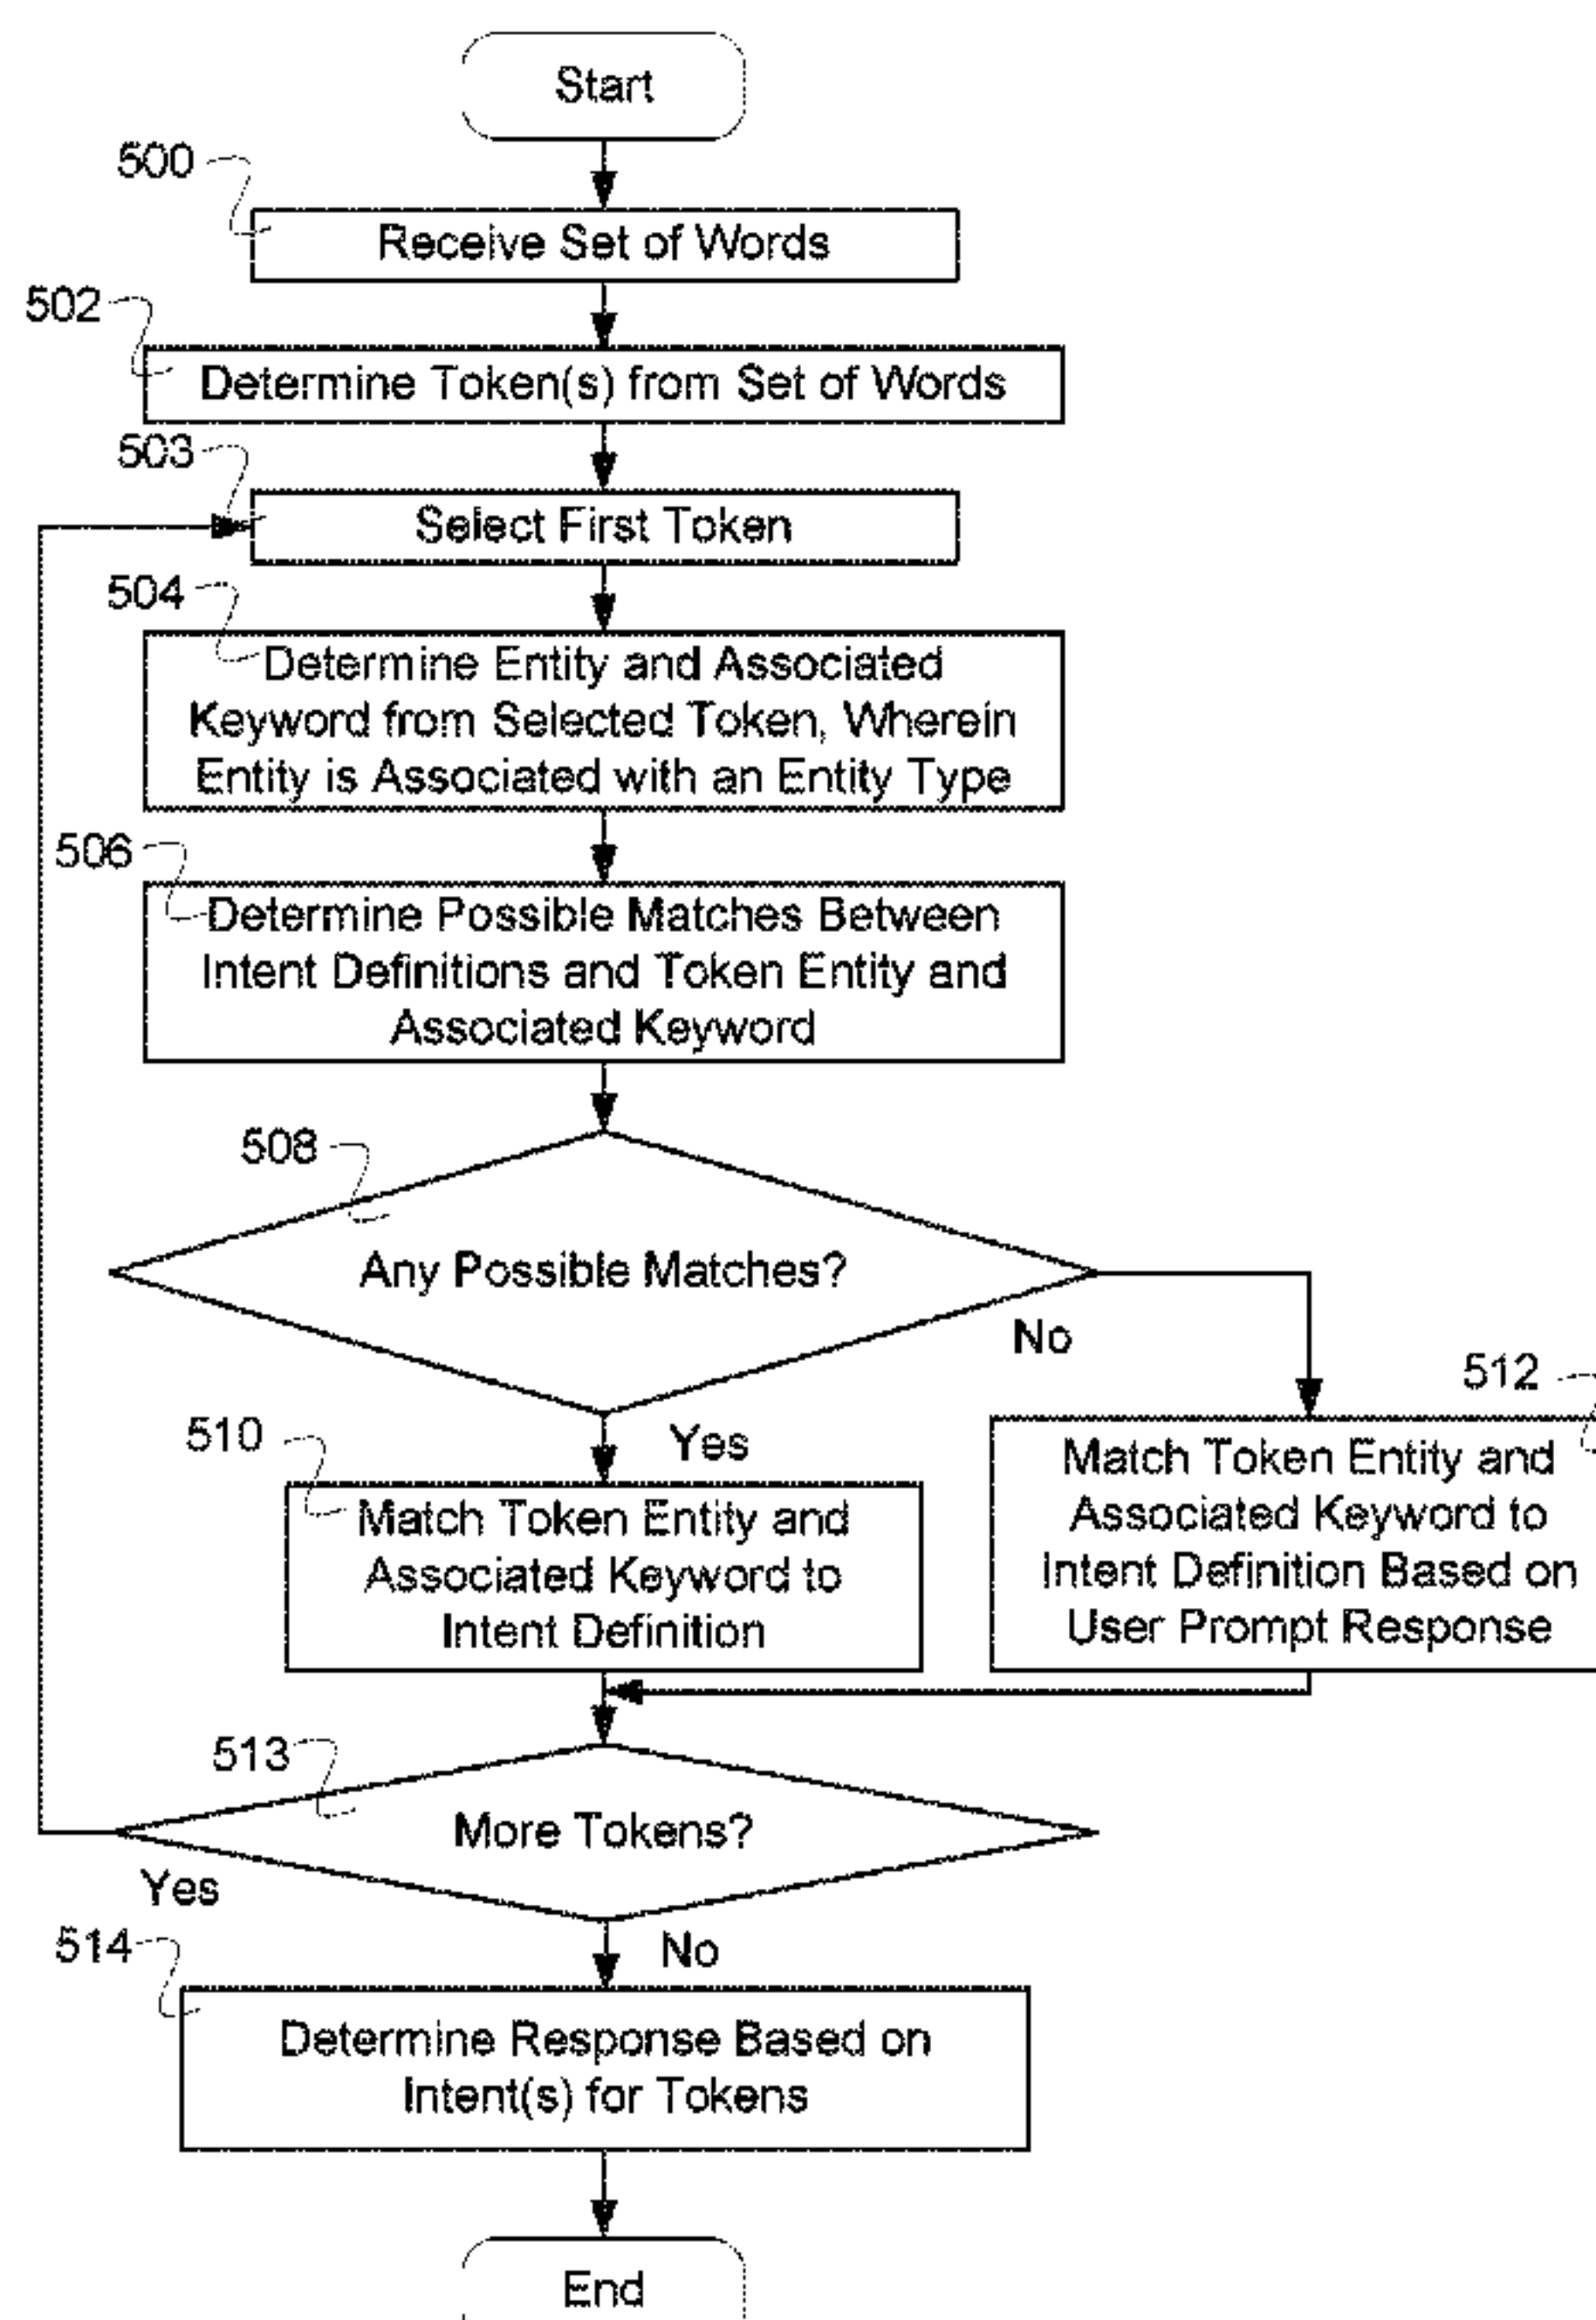 Start
500
Receive Set of Words
502
Determine Token(s) from Set of Words
503
Select First Token
504
Determine Entity and Associated
Keyword from Selected Token, Wherein
Entity is Associated with an Entity Type
506
Determine Possible Matches Between
Intent Definitions and Token Entity and
Associated Keyword
508
Any Possible Matches?
No
512
510
Yes
Match Token Entity and
Associated Keyword to
Intent Definition
Match Token Entity and
Associated Keyword to
Intent Definition Based on
User Prompt Response
513
More Tokens?
Yes
514
No
Determine Response Based on
Intent(s) for Tokens
End